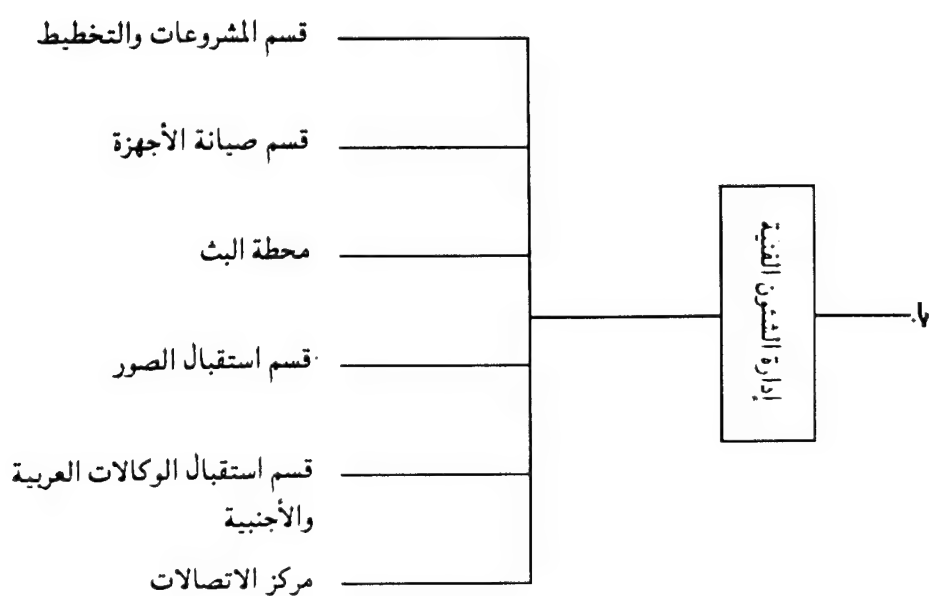 جـ
إدارة الشئون الفنية
قسم المشروعات والتخطيط
قسم صيانة الأجهزة
محطة البث
قسم استقبال الصور
قسم استقبال الوكالات العربية
والأجنبية
مركز الاتصالات